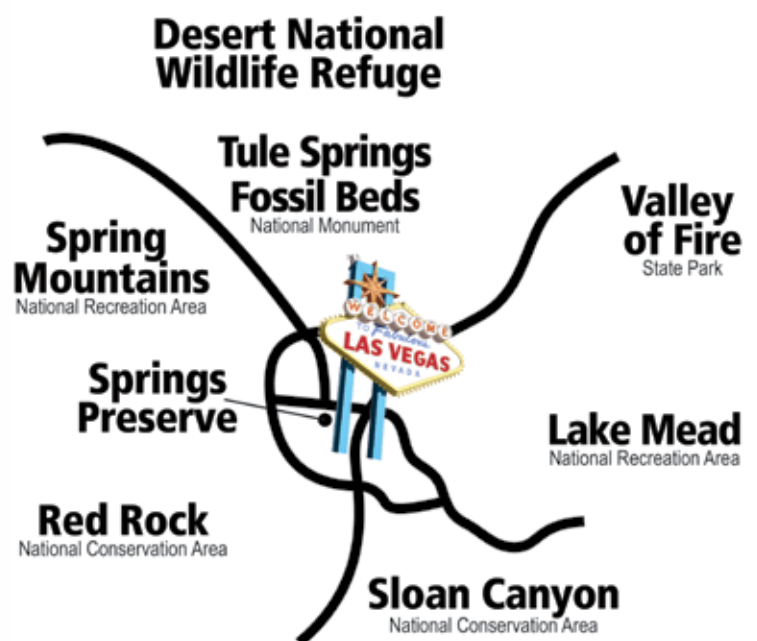 Desert National
Wildlife Refuge
Tule Springs
Fossil Beds
National Monument
Valley
of Fire
State Park
Spring
Mountains
National Recreation Area
WELCOME
TO Fabulous
LAS VEGAS
NEVADA
Springs
Preserve
Lake Mead
National Recreation Area
Red Rock
National Conservation Area
Sloan Canyon
National Conservation Area